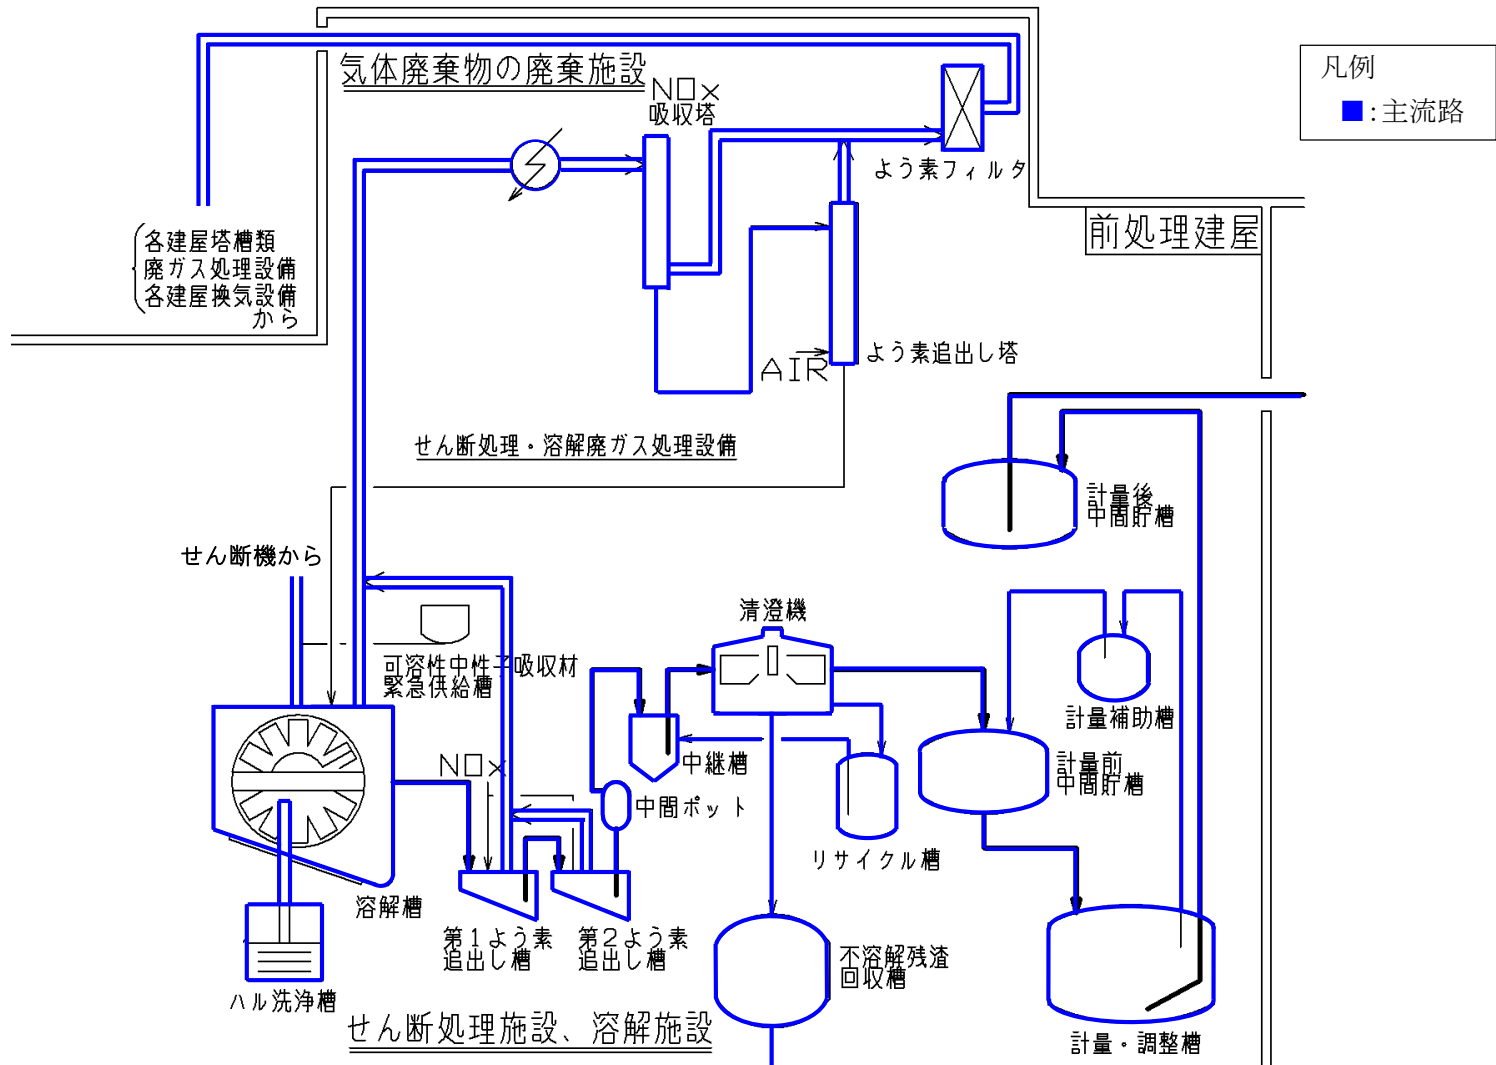 気体廃棄物の廃棄施設
凡例
■:主流路
NOx
吸収塔
よう素フィルタ
前処理建屋
各建屋塔槽類
廃ガス処理設備
各建屋換気設備
から
AIR
よう素追出し塔
せん断処理・溶解廃ガス処理設備
計量後
中間貯槽
せん断機から
清澄機
可溶性中性子吸収材
緊急供給槽
計量補助槽
NOx
中継槽
計量前
中間貯槽
中間ポット
リサイクル槽
溶解槽
第1よう素
追出し槽
第2よう素
追出し槽
不溶解残渣
回収槽
ハル洗浄槽
せん断処理施設、溶解施設
計量・調整槽